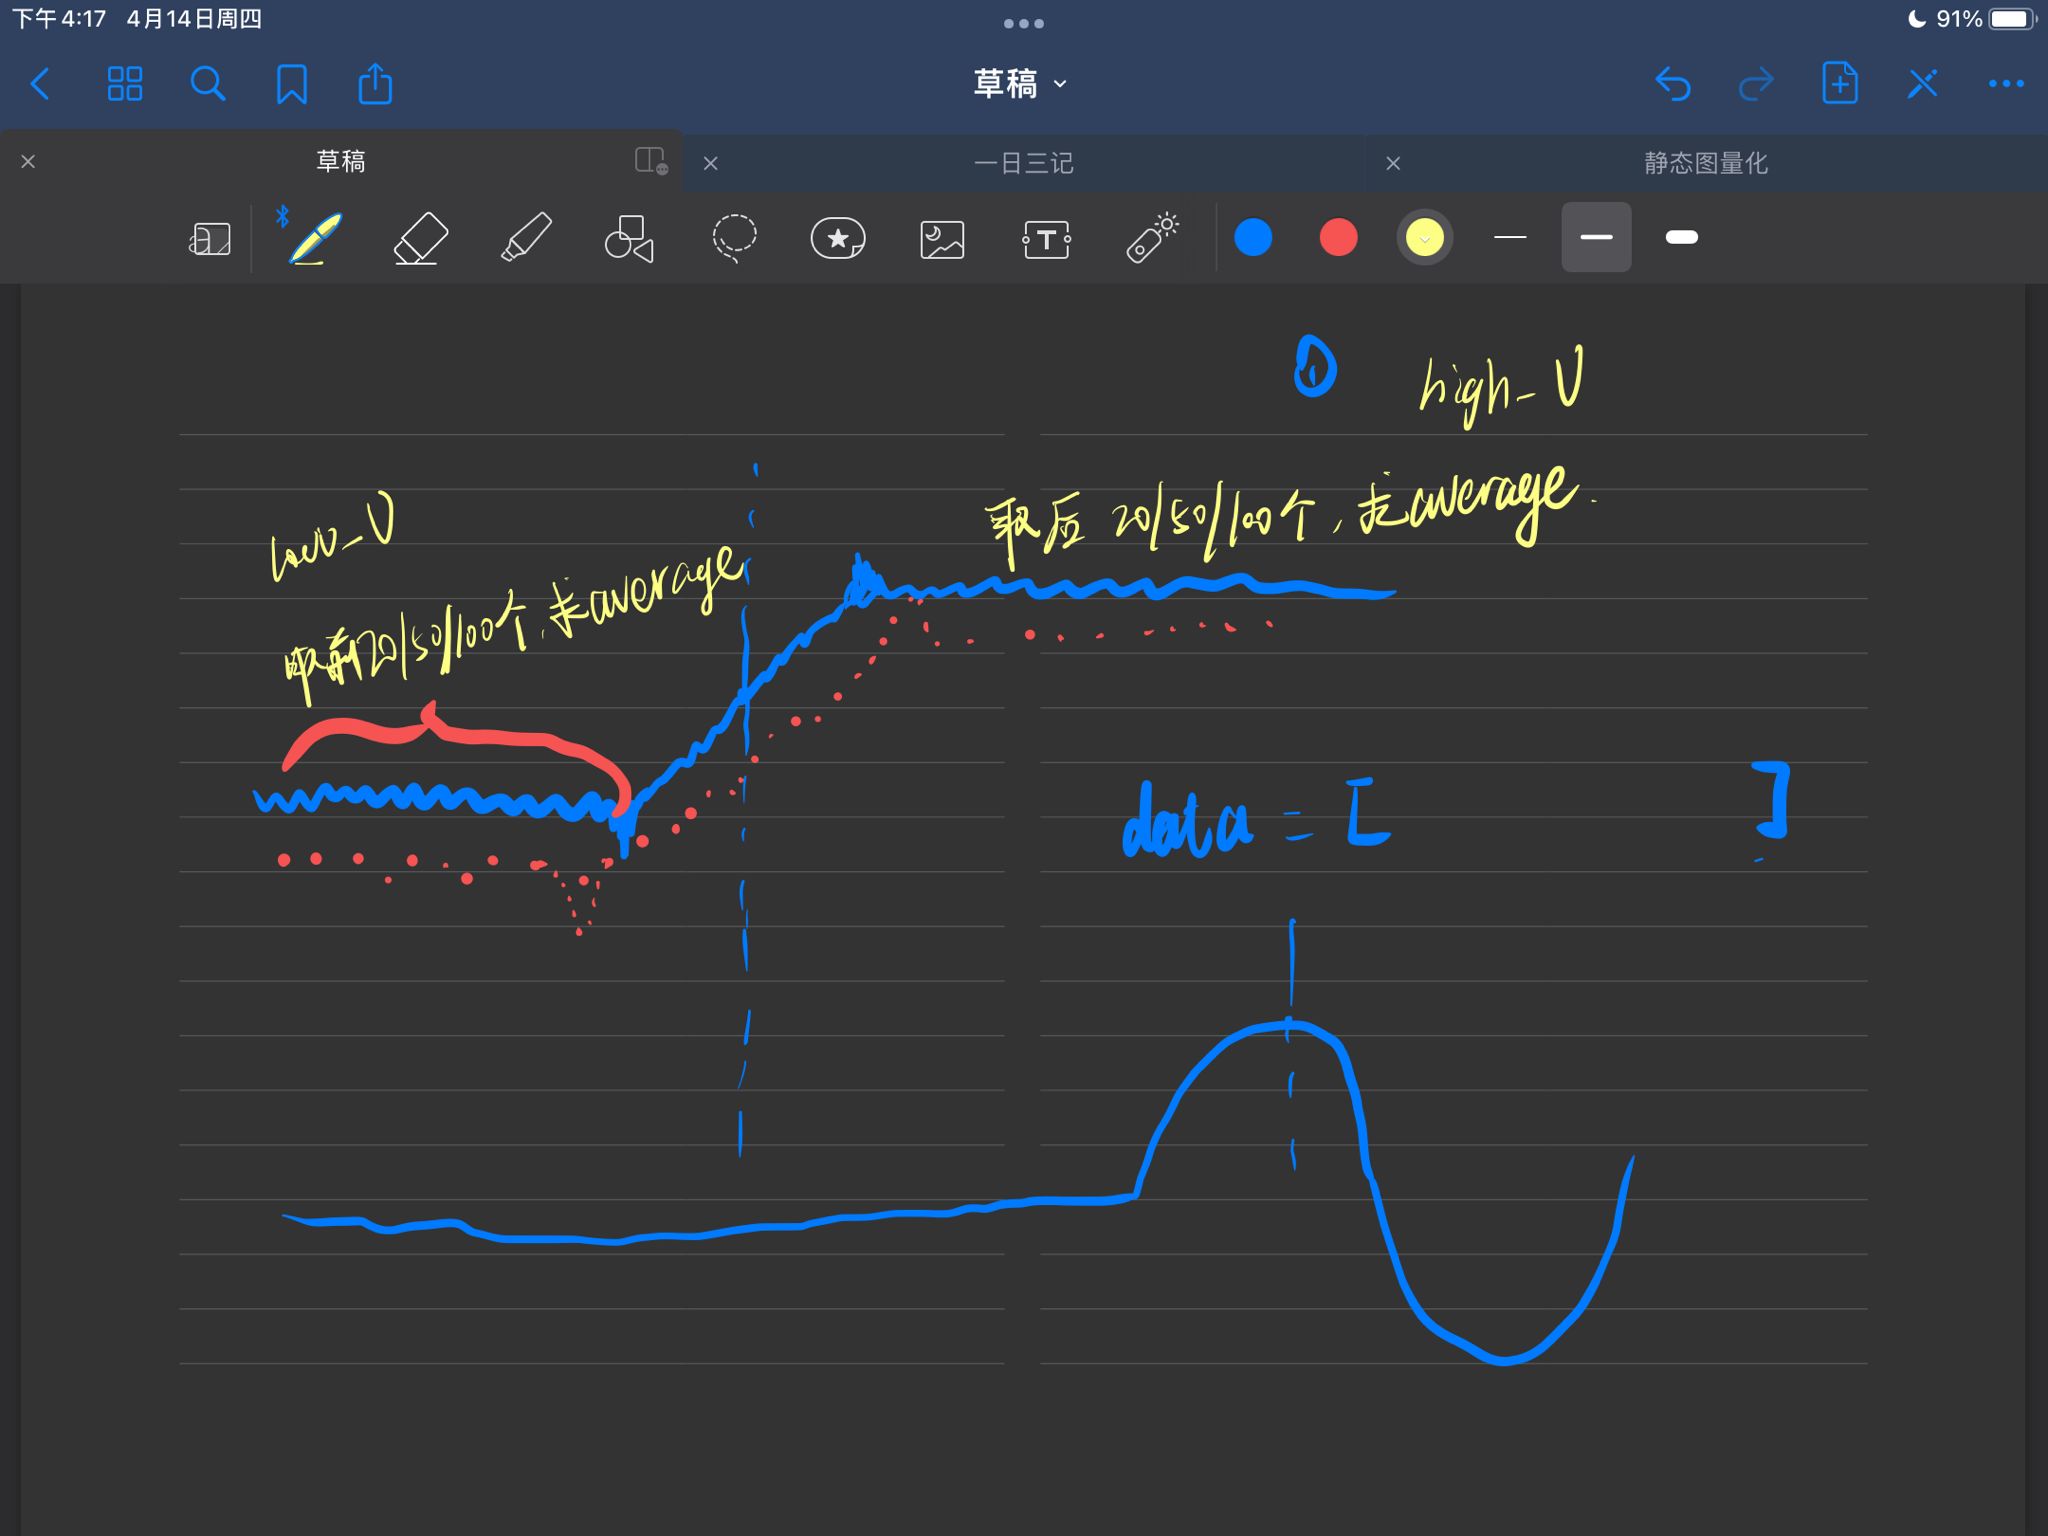 下午4:17 4月14日周四
91%
草稿
草稿
一日三记
静态图量化
T
①
high_V
取后 20/50/100个,求average.
low_V
取前20/50/100个,求average
data = [ ]